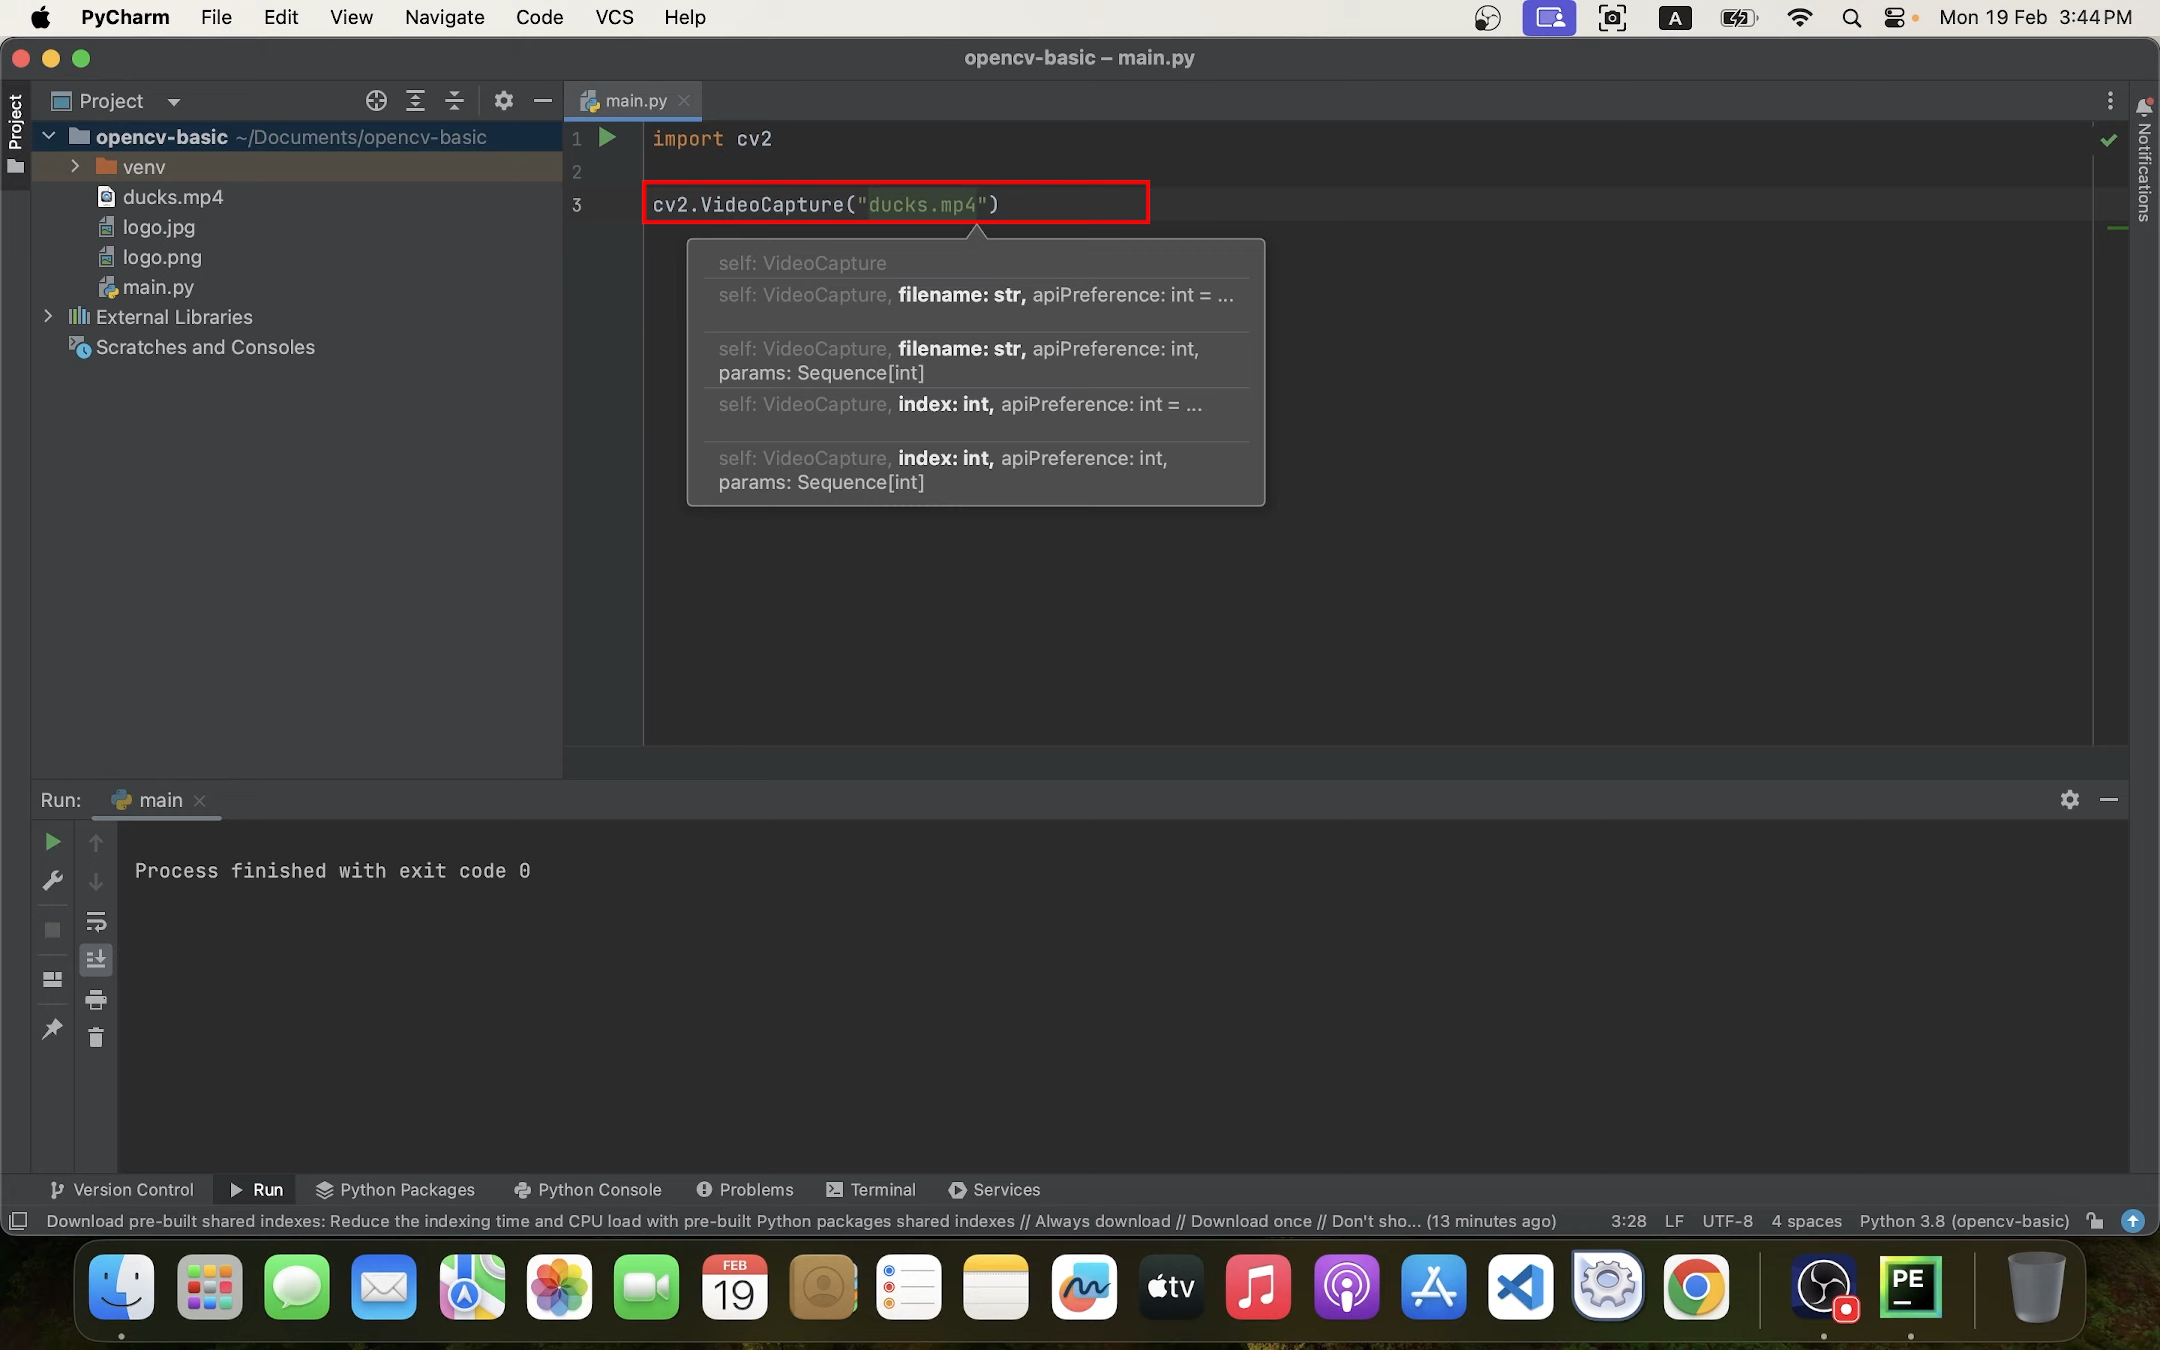 PyCharm File Edit View Navigate Code VCS Help
A
Mon 19 Feb 3:44 PM
opencv-basic – main.py
Project
Project
main.py
Notifications
opencv-basic ~/Documents/opencv-basic
venv
ducks.mp4
logo.jpg
logo.png
main.py
External Libraries
Scratches and Consoles
1 import cv2
2
3 cv2.VideoCapture("ducks.mp4")
self: VideoCapture
self: VideoCapture, filename: str, apiPreference: int = ...
self: VideoCapture, filename: str, apiPreference: int,
params: Sequence[int]
self: VideoCapture, index: int, apiPreference: int = ...
self: VideoCapture, index: int, apiPreference: int,
params: Sequence[int]
Run: main
Process finished with exit code 0
Version Control Run Python Packages Python Console Problems Terminal Services
Download pre-built shared indexes: Reduce the indexing time and CPU load with pre-built Python packages shared indexes // Always download // Download once // Don't sho... (13 minutes ago) 3:28 LF UTF-8 4 spaces Python 3.8 (opencv-basic)
FEB
19
tv
PE